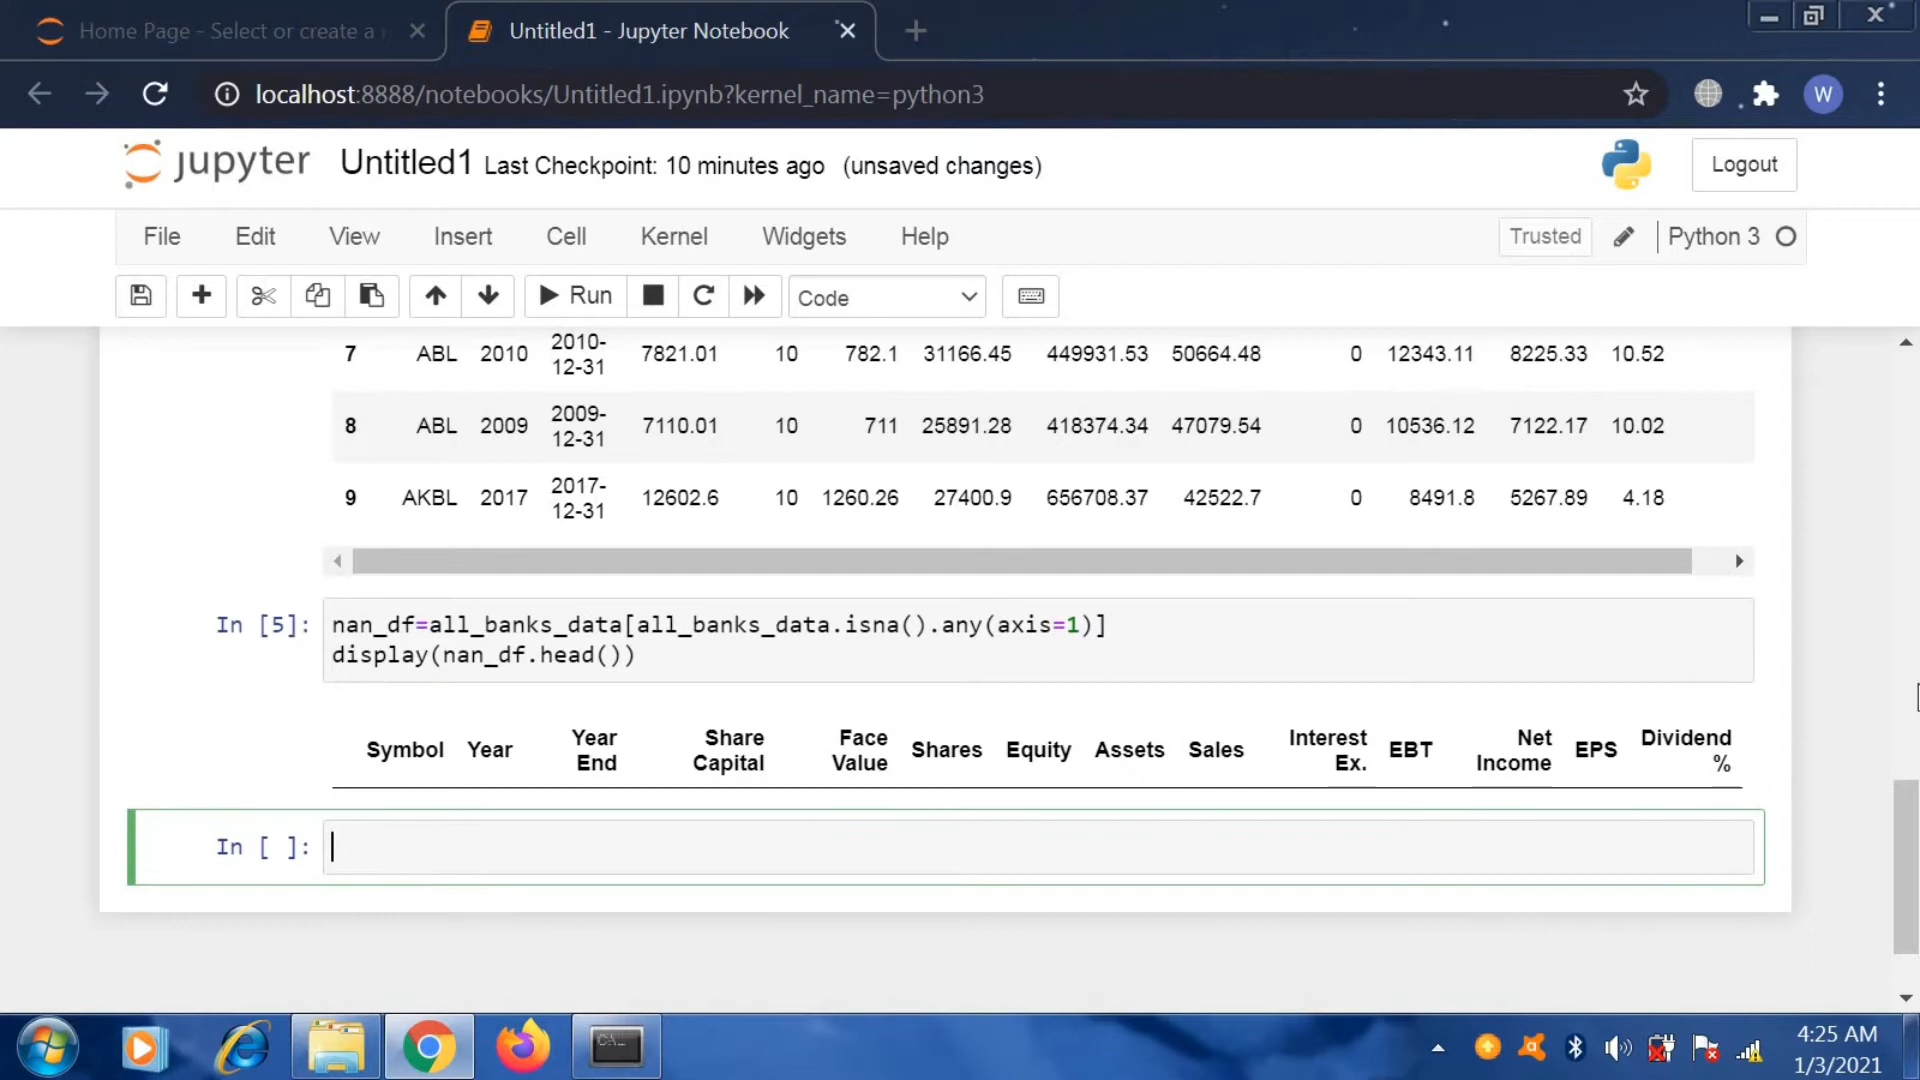 Home Page - Select or create a
Untitled1 - Jupyter Notebook
localhost:8888/notebooks/Untitled1.ipynb?kernel_name=python3
W
jupyter Untitled1 Last Checkpoint: 10 minutes ago (unsaved changes)
Logout
File Edit View Insert Cell Kernel Widgets Help
Trusted
Python 3
Run
Code
7 ABL 2010 2010-12-31 7821.01 10 782.1 31166.45 449931.53 50664.48 0 12343.11 8225.33 10.52
8 ABL 2009 2009-12-31 7110.01 10 711 25891.28 418374.34 47079.54 0 10536.12 7122.17 10.02
9 AKBL 2017 2017-12-31 12602.6 10 1260.26 27400.9 656708.37 42522.7 0 8491.8 5267.89 4.18
In [5]: nan_df=all_banks_data[all_banks_data.isna().any(axis=1)]
display(nan_df.head())
Symbol Year Year End Share Capital Face Value Shares Equity Assets Sales Interest Ex. EBT Net Income EPS Dividend %
In [ ]:
C:\.
4:25 AM
1/3/2021